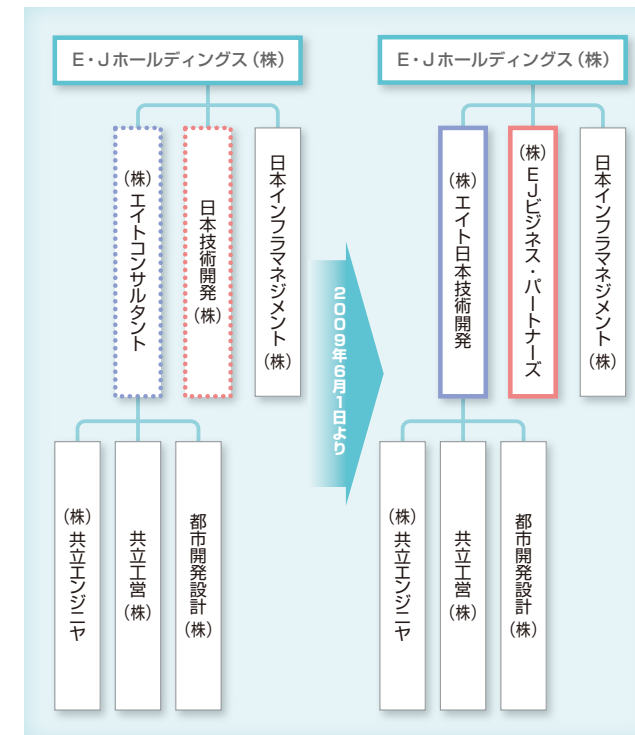 E・Jホールディングス（株）
（株）エイトコンサルタント
日本技術開発（株）
日本インフラマネジメント（株）
（株）共立エンジニヤ
共立工営（株）
都市開発設計（株）
2009年6月1日より
E・Jホールディングス（株）
（株）エイト日本技術開発
（株）EJビジネス・パートナーズ
日本インフラマネジメント（株）
（株）共立エンジニヤ
共立工営（株）
都市開発設計（株）